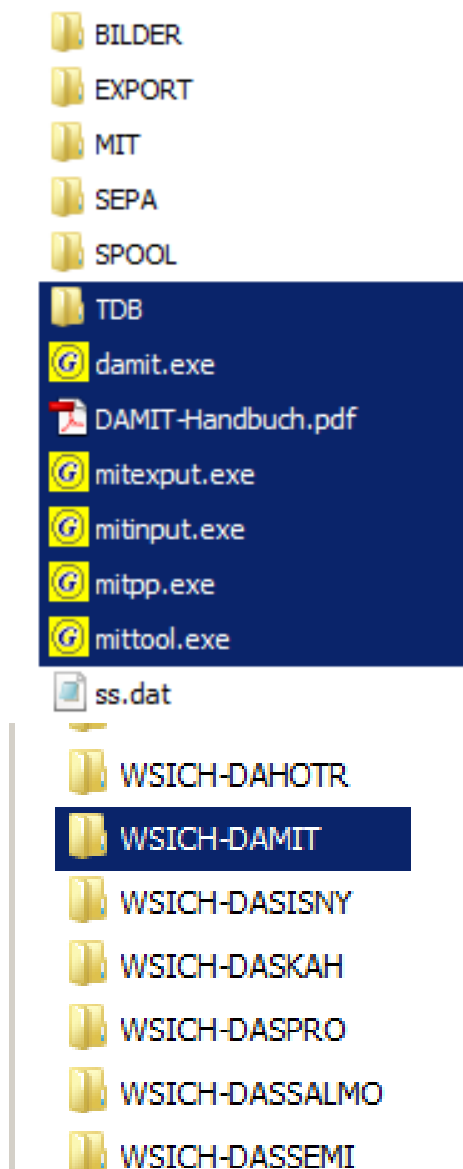 BILDER
EXPORT
MIT
SEPA
SPOOL
TDB
G damit.exe
DAMIT-Handbuch.pdf
G mitexput.exe
G mitinput.exe
G mitpp.exe
G mittool.exe
ss.dat
WSICH-DAHOTR
WSICH-DAMIT
WSICH-DASISNY
WSICH-DASKAH
WSICH-DASPRO
WSICH-DASSALMO
WSICH-DASSEMI